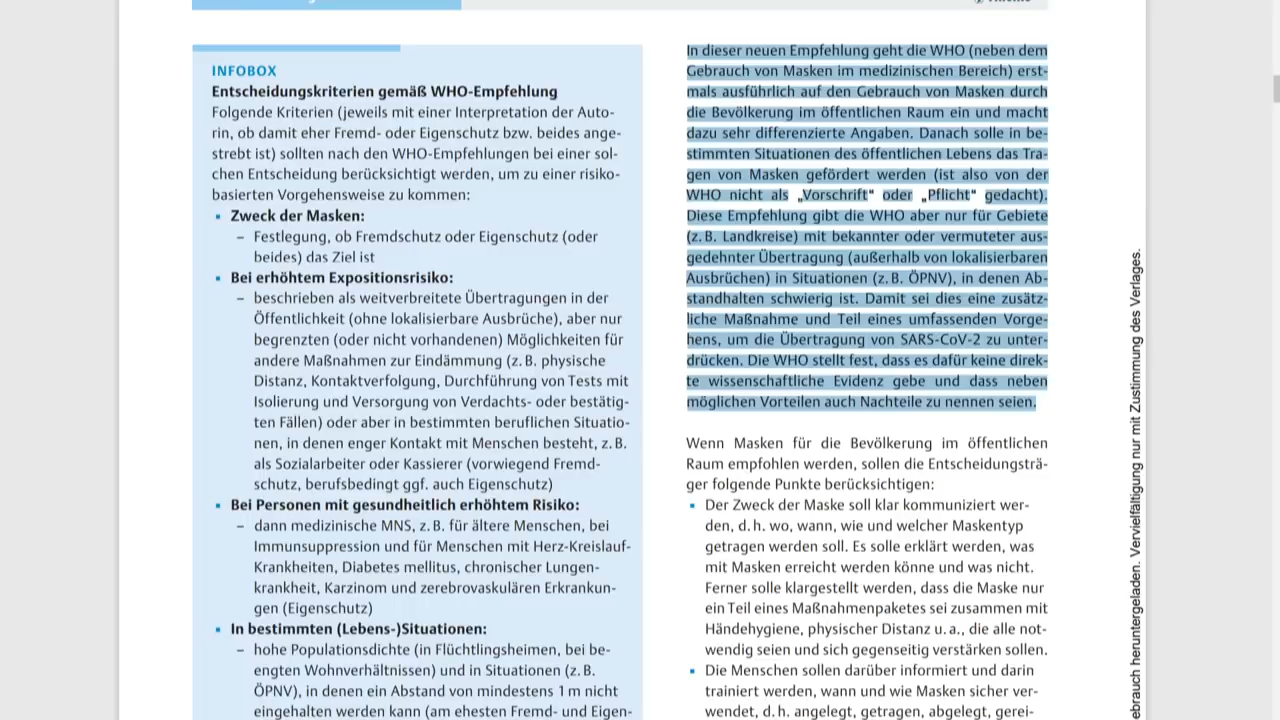 INFOBOX
Entscheidungskriterien gemäß WHO-Empfehlung
Folgende Kriterien (jeweils mit einer Interpretation der Auto-
rin, ob damit eher Fremd- oder Eigenschutz bzw. beides ange-
strebt ist) sollten nach den WHO-Empfehlungen bei einer sol-
chen Entscheidung berücksichtigt werden, um zu einer risiko-
basierten Vorgehensweise zu kommen:
▪ Zweck der Masken:
– Festlegung, ob Fremdschutz oder Eigenschutz (oder
beides) das Ziel ist
▪ Bei erhöhtem Expositionsrisiko:
– beschrieben als weitverbreitete Übertragungen in der
Öffentlichkeit (ohne lokalisierbare Ausbrüche), aber nur
begrenzten (oder nicht vorhandenen) Möglichkeiten für
andere Maßnahmen zur Eindämmung (z. B. physische
Distanz, Kontaktverfolgung, Durchführung von Tests mit
Isolierung und Versorgung von Verdachts- oder bestätig-
ten Fällen) oder aber in bestimmten beruflichen Situatio-
nen, in denen enger Kontakt mit Menschen besteht, z. B.
als Sozialarbeiter oder Kassierer (vorwiegend Fremd-
schutz, berufsbedingt ggf. auch Eigenschutz)
▪ Bei Personen mit gesundheitlich erhöhtem Risiko:
– dann medizinische MNS, z. B. für ältere Menschen, bei
Immunsuppression und für Menschen mit Herz-Kreislauf-
Krankheiten, Diabetes mellitus, chronischer Lungen-
krankheit, Karzinom und zerebrovaskulären Erkrankun-
gen (Eigenschutz)
▪ In bestimmten (Lebens-)Situationen:
– hohe Populationsdichte (in Flüchtlingsheimen, bei be-
engten Wohnverhältnissen) und in Situationen (z. B.
ÖPNV), in denen ein Abstand von mindestens 1 m nicht
eingehalten werden kann (am ehesten Fremd- und Eigen-
In dieser neuen Empfehlung geht die WHO (neben dem
Gebrauch von Masken im medizinischen Bereich) erst-
mals ausführlich auf den Gebrauch von Masken durch
die Bevölkerung im öffentlichen Raum ein und macht
dazu sehr differenzierte Angaben. Danach solle in be-
stimmten Situationen des öffentlichen Lebens das Tra-
gen von Masken gefördert werden (ist also von der
WHO nicht als „Vorschrift“ oder „Pflicht“ gedacht).
Diese Empfehlung gibt die WHO aber nur für Gebiete
(z. B. Landkreise) mit bekannter oder vermuteter aus-
gedehnter Übertragung (außerhalb von lokalisierbaren
Ausbrüchen) in Situationen (z. B. ÖPNV), in denen Ab-
standhalten schwierig ist. Damit sei dies eine zusätz-
liche Maßnahme und Teil eines umfassenden Vorge-
hens, um die Übertragung von SARS-CoV-2 zu unter-
drücken. Die WHO stellt fest, dass es dafür keine direk-
te wissenschaftliche Evidenz gebe und dass neben
möglichen Vorteilen auch Nachteile zu nennen seien.
Wenn Masken für die Bevölkerung im öffentlichen
Raum empfohlen werden, sollen die Entscheidungsträ-
ger folgende Punkte berücksichtigen:
▪ Der Zweck der Maske soll klar kommuniziert wer-
den, d. h. wo, wann, wie und welcher Maskentyp
getragen werden soll. Es solle erklärt werden, was
mit Masken erreicht werden könne und was nicht.
Ferner solle klargestellt werden, dass die Maske nur
ein Teil eines Maßnahmenpaketes sei zusammen mit
Händehygiene, physischer Distanz u. a., die alle not-
wendig seien und sich gegenseitig verstärken sollen.
▪ Die Menschen sollen darüber informiert und darin
trainiert werden, wann und wie Masken sicher ver-
wendet, d. h. angelegt, getragen, abgelegt, gerei-
ebrauch heruntergeladen. Vervielfältigung nur mit Zustimmung des Verlages.